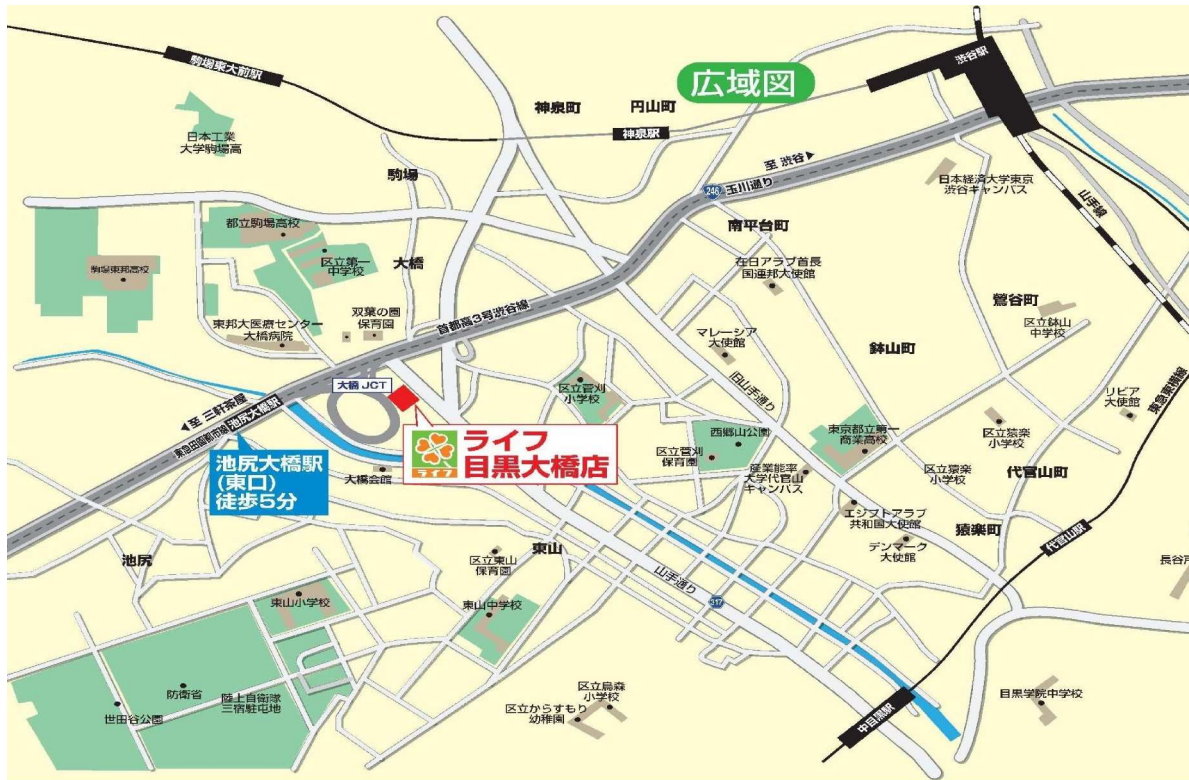 広域図
渋谷駅
駒場東大前駅
神泉町
円山町
神泉駅
日本工業
大学駒場高
至 渋谷
駒場
246
玉川通り
日本経済大学東京
渋谷キャンパス
山手線
都立駒場高校
南平台町
区立第一
中学校
大橋
在日アラブ首長
国連邦大使館
駒場東邦高校
首都高3号渋谷線
鶯谷町
双葉の園
保育園
東邦大医療センター
大橋病院
マレーシア
大使館
区立鉢山
中学校
鉢山町
大橋JCT
区立菅刈
小学校
旧山手通り
リビア
大使館
東急東横線
至 三軒茶屋
東急田園都市線
池尻大橋駅
ライフ
ライフ
目黒大橋店
西郷山公園
東京都立第一
商業高校
区立猿楽
小学校
池尻大橋駅
(東口)
徒歩5分
大橋会館
区立菅刈
保育園
産業能率
大学代官山
キャンパス
区立猿楽
小学校
代官山町
エジプトアラブ
共和国大使館
猿楽町
デンマーク
大使館
代官山駅
池尻
区立東山
保育園
東山
山手通り
317
東山小学校
東山中学校
防衛省
陸上自衛隊
三宿駐屯地
世田谷公園
区立烏森
小学校
区立からすもり
幼稚園
中目黒駅
目黒学院中学校